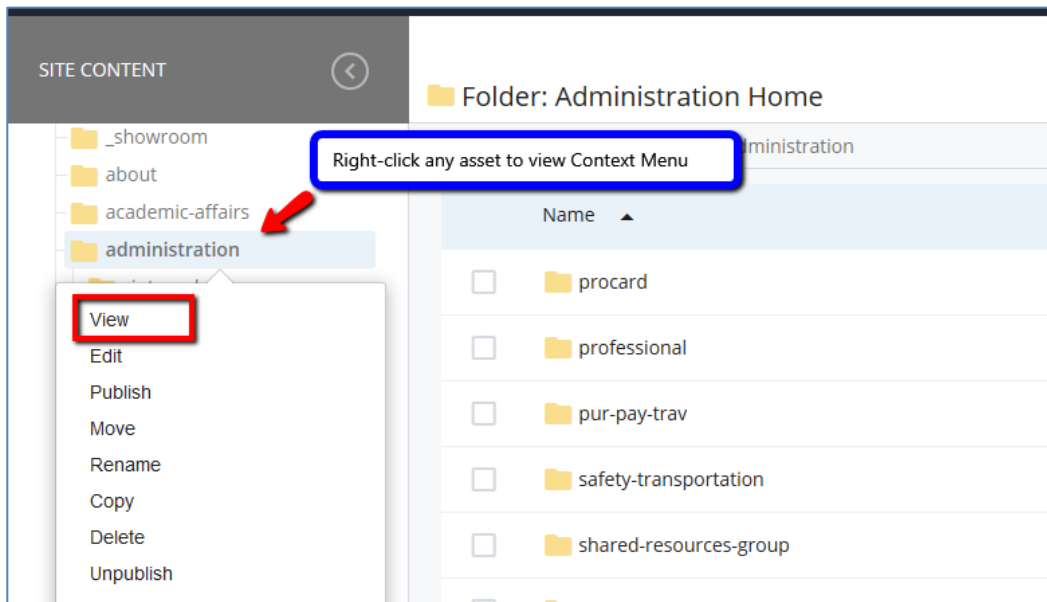 SITE CONTENT
Folder: Administration Home
_showroom
about
academic-affairs
administration
Right-click any asset to view Context Menu
View
Edit
Publish
Move
Rename
Copy
Delete
Unpublish
Name
procard
professional
pur-pay-trav
safety-transportation
shared-resources-group